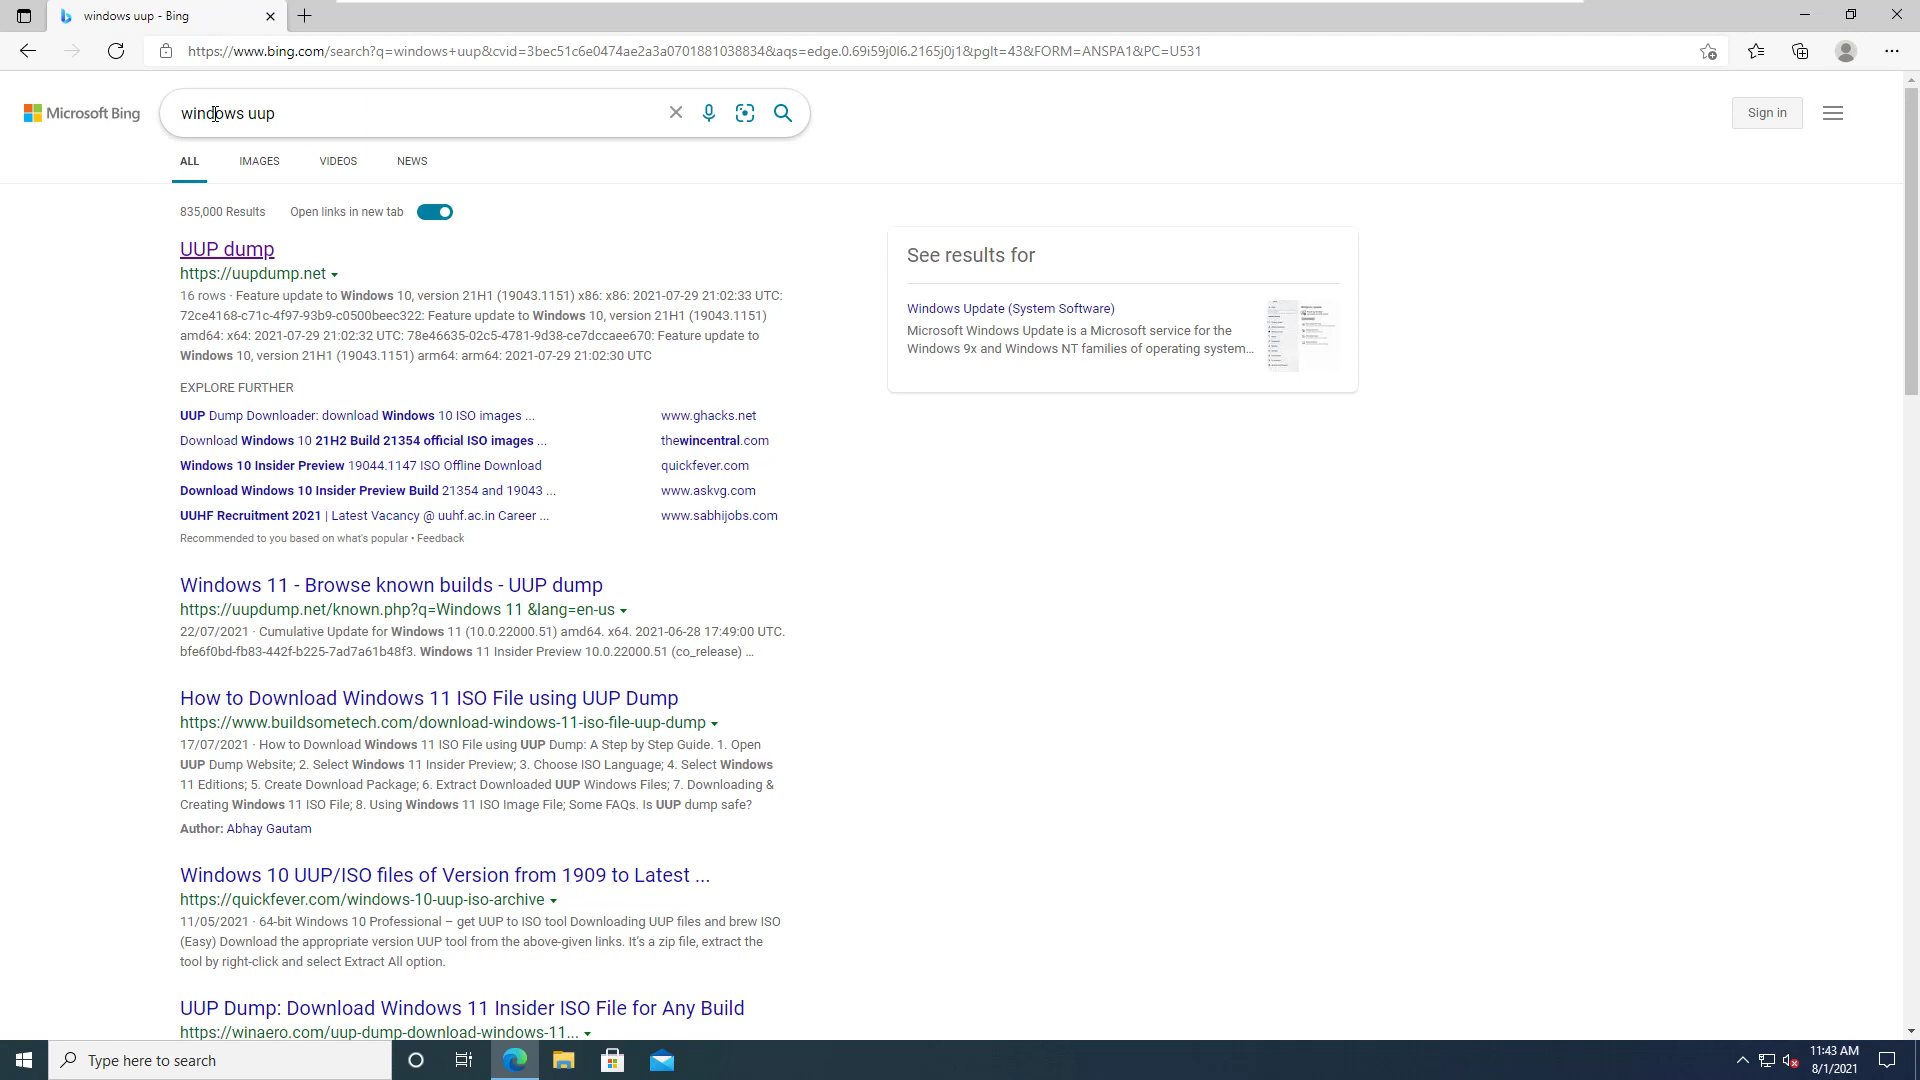 windows uup - Bing
https://www.bing.com/search?q=windows+uup&cvid=3bec51c6e0474ae2a3a0701881038834&aqs=edge.0.69i59j0l6.2165j0j1&pglt=43&FORM=ANSPA1&PC=U531
Microsoft Bing
windows uup
Sign in
ALL IMAGES VIDEOS NEWS
835,000 Results Open links in new tab
UUP dump
https://uupdump.net
16 rows · Feature update to Windows 10, version 21H1 (19043.1151) x86: x86: 2021-07-29 21:02:33 UTC:
72ce4168-c71c-4f97-93b9-c0500beec322: Feature update to Windows 10, version 21H1 (19043.1151)
amd64: x64: 2021-07-29 21:02:32 UTC: 78e46635-02c5-4781-9d38-ce7dccaee670: Feature update to
Windows 10, version 21H1 (19043.1151) arm64: arm64: 2021-07-29 21:02:30 UTC
EXPLORE FURTHER
UUP Dump Downloader: download Windows 10 ISO images ... www.ghacks.net
Download Windows 10 21H2 Build 21354 official ISO images ... thewincentral.com
Windows 10 Insider Preview 19044.1147 ISO Offline Download quickfever.com
Download Windows 10 Insider Preview Build 21354 and 19043 ... www.askvg.com
UUHF Recruitment 2021 | Latest Vacancy @ uuhf.ac.in Career ... www.sabhijobs.com
Recommended to you based on what's popular • Feedback
See results for
Windows Update (System Software)
Microsoft Windows Update is a Microsoft service for the
Windows 9x and Windows NT families of operating system...
Windows 11 - Browse known builds - UUP dump
https://uupdump.net/known.php?q=Windows 11 &lang=en-us
22/07/2021 · Cumulative Update for Windows 11 (10.0.22000.51) amd64. x64. 2021-06-28 17:49:00 UTC.
bfe6f0bd-fb83-442f-b225-7ad7a61b48f3. Windows 11 Insider Preview 10.0.22000.51 (co_release) ...
How to Download Windows 11 ISO File using UUP Dump
https://www.buildsometech.com/download-windows-11-iso-file-uup-dump
17/07/2021 · How to Download Windows 11 ISO File using UUP Dump: A Step by Step Guide. 1. Open
UUP Dump Website; 2. Select Windows 11 Insider Preview; 3. Choose ISO Language; 4. Select Windows
11 Editions; 5. Create Download Package; 6. Extract Downloaded UUP Windows Files; 7. Downloading &
Creating Windows 11 ISO File; 8. Using Windows 11 ISO Image File; Some FAQs. Is UUP dump safe?
Author: Abhay Gautam
Windows 10 UUP/ISO files of Version from 1909 to Latest ...
https://quickfever.com/windows-10-uup-iso-archive
11/05/2021 · 64-bit Windows 10 Professional – get UUP to ISO tool Downloading UUP files and brew ISO
(Easy) Download the appropriate version UUP tool from the above-given links. It's a zip file, extract the
tool by right-click and select Extract All option.
UUP Dump: Download Windows 11 Insider ISO File for Any Build
https://winaero.com/uup-dump-download-windows-11...
Type here to search
11:43 AM
8/1/2021